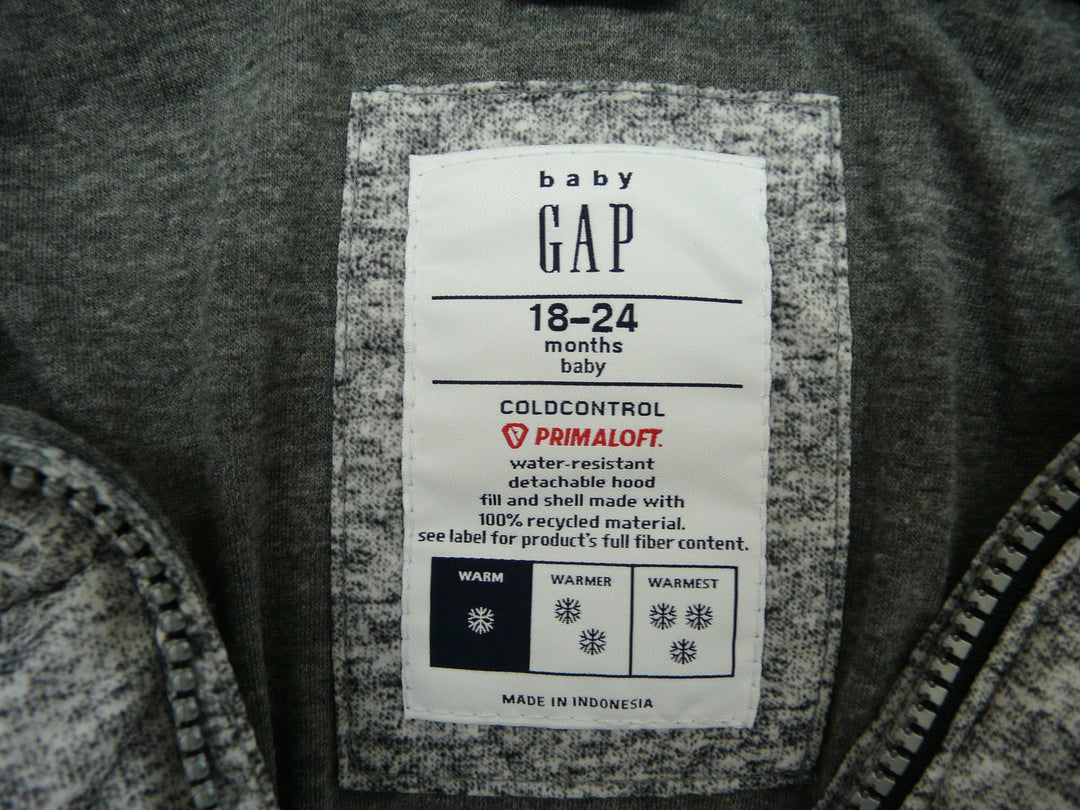 baby
GAP
18-24
months
baby
COLDCONTROL
PRIMALOFT.
water-resistant
detachable hood
fill and shell made with
100% recycled material.
see label for product's full fiber content.
WARM WARMER WARMEST
MADE IN INDONESIA